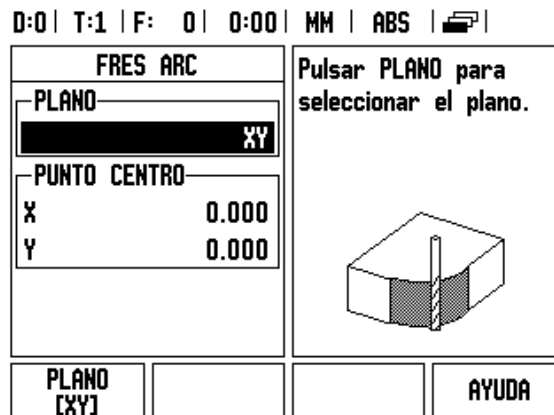 D:0| T:1 |F: 0| 0:00| MM | ABS |
FRES ARC
PLANO
XY
PUNTO CENTRO
X 0.000
Y 0.000
Pulsar PLANO para
seleccionar el plano.
PLANO
[XY]
AYUDA